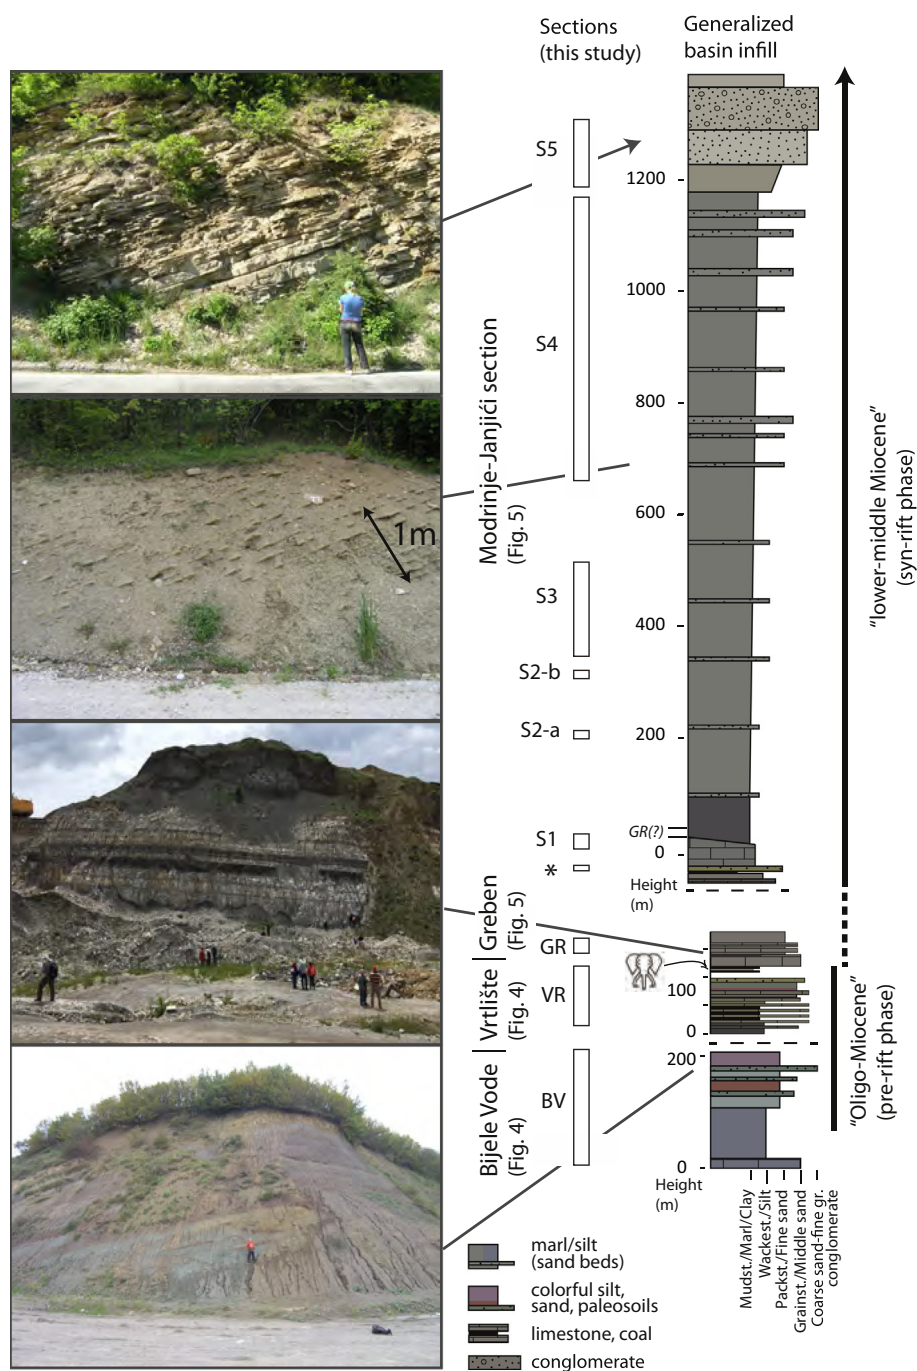 Sections
(this study)
Generalized
basin infill
S5
1200
1000
S4
800
Modrinje-Janjići section
(Fig. 5)
"lower-middle Miocene"
(syn-rift phase)
1m
600
S3
400
S2-b
S2-a
200
GR(?)
S1
0
*
Height
(m)
Greben
(Fig. 5)
GR
Vrtlište
(Fig. 4)
VR
100
0
"Oligo-Miocene"
(pre-rift phase)
Bijele Vode
(Fig. 4)
BV
200
0
Height
(m)
Mudst./Marl/Clay
Wackest./Silt
Packst./Fine sand
Grainst./Middle sand
Coarse sand-fine gr.
conglomerate
marl/silt
(sand beds)
colorful silt,
sand, paleosoils
limestone, coal
conglomerate